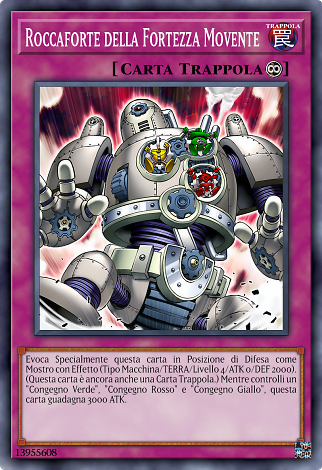 Roccaforte della Fortezza Movente
TRAPPOLA
罠
[Carta Trappola]
Evoca Specialmente questa carta in Posizione di Difesa come
Mostro con Effetto (Tipo Macchina/TERRA/Livello 4/ATK 0/DEF 2000).
(Questa carta è ancora anche una Carta Trappola.) Mentre controlli un
"Congegno Verde", "Congegno Rosso" e "Congegno Giallo", questa
carta guadagna 3000 ATK.
13955608